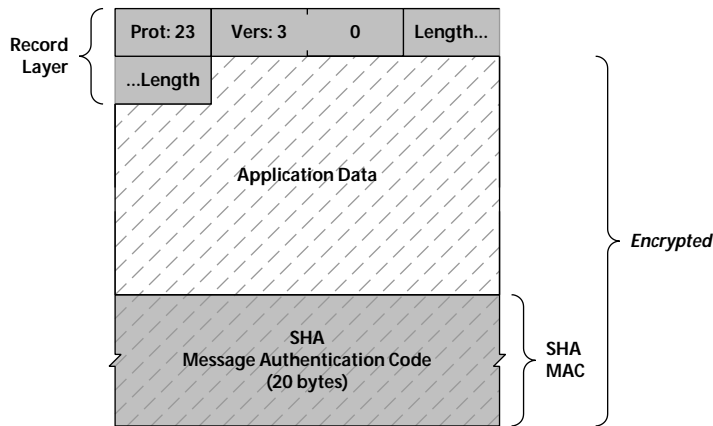 Record
Layer
Prot: 23 Vers: 3 0 Length...
...Length
Application Data
Encrypted
SHA
Message Authentication Code
(20 bytes)
SHA
MAC